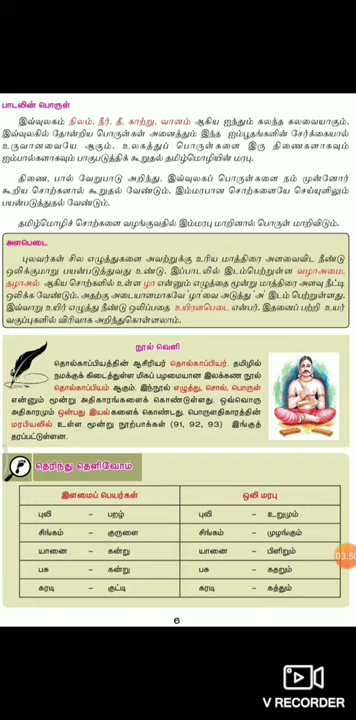 பாடலின் பொருள்
இவ்வுலகம் நிலம், நீர், தீ, காற்று, வானம் ஆகிய ஐந்தும் கலந்த கலவையாகும்.
இவ்வுலகில் தோன்றிய பொருள்கள் அனைத்தும் இந்த ஐம்பூதங்களின் சேர்க்கையால்
உருவானவையே ஆகும். உலகத்துப் பொருள்களை இரு திணைகளாகவும்
ஐம்பால்களாகவும் பாகுபடுத்திக் கூறுதல் தமிழ்மொழியின் மரபு.
திணை, பால் வேறுபாடு அறிந்து, இவ்வுலகப் பொருள்களை நம் முன்னோர்
கூறிய சொற்களால் கூறுதல் வேண்டும். இம்மரபான சொற்களையே செய்யுளிலும்
பயன்படுத்துதல் வேண்டும்.
தமிழ்மொழிச் சொற்களை வழங்குவதில் இம்மரபு மாறினால் பொருள் மாறிவிடும்.
அளபெடை
புலவர்கள் சில எழுத்துகளை அவற்றுக்கு உரிய மாத்திரை அளவைவிட நீண்டு
ஒலிக்குமாறு பயன்படுத்துவது உண்டு. இப்பாடலில் இடம்பெற்றுள்ள வழாஅமை,
தழாஅல் ஆகிய சொற்களில் உள்ள ழா என்னும் எழுத்தை மூன்று மாத்திரை அளவு நீட்டி
ஒலிக்க வேண்டும். அதற்கு அடையாளமாகவே 'ழா'வை அடுத்து 'அ' இடம் பெற்றுள்ளது.
இவ்வாறு உயிர் எழுத்து நீண்டு ஒலிப்பதை உயிரளபெடை என்பர். இதனைப் பற்றி உயர்
வகுப்புகளில் விரிவாக அறிந்துகொள்ளலாம்.
நூல் வெளி
தொல்காப்பியத்தின் ஆசிரியர் தொல்காப்பியர். தமிழில்
நமக்குக் கிடைத்துள்ள மிகப் பழமையான இலக்கண நூல்
தொல்காப்பியம் ஆகும். இந்நூல் எழுத்து, சொல், பொருள்
என்னும் மூன்று அதிகாரங்களைக் கொண்டுள்ளது. ஒவ்வொரு
அதிகாரமும் ஒன்பது இயல்களைக் கொண்டது. பொருளதிகாரத்தின்
மரபியலில் உள்ள மூன்று நூற்பாக்கள் (91, 92, 93) இங்குத்
தரப்பட்டுள்ளன.
தெரிந்து தெளிவோம்
இளமைப் பெயர்கள் ஒலி மரபு
புலி – பறழ் புலி – உறுமும்
சிங்கம் – குருளை சிங்கம் – முழங்கும்
யானை – கன்று யானை – பிளிறும்
பசு – கன்று பசு – கதறும்
கரடி – குட்டி கரடி – கத்தும்
03:50
6
V RECORDER